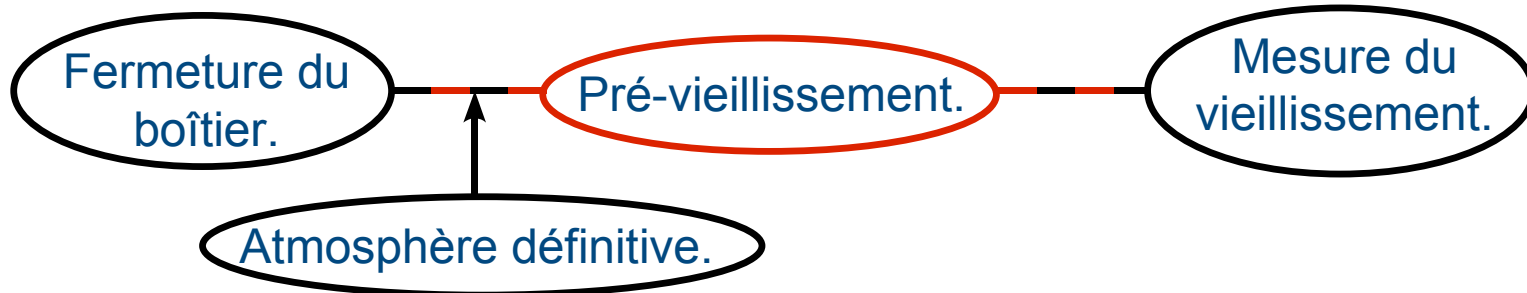 Fermeture du
boîtier.
Pré-vieillissement.
Mesure du
vieillissement.
Atmosphère définitive.